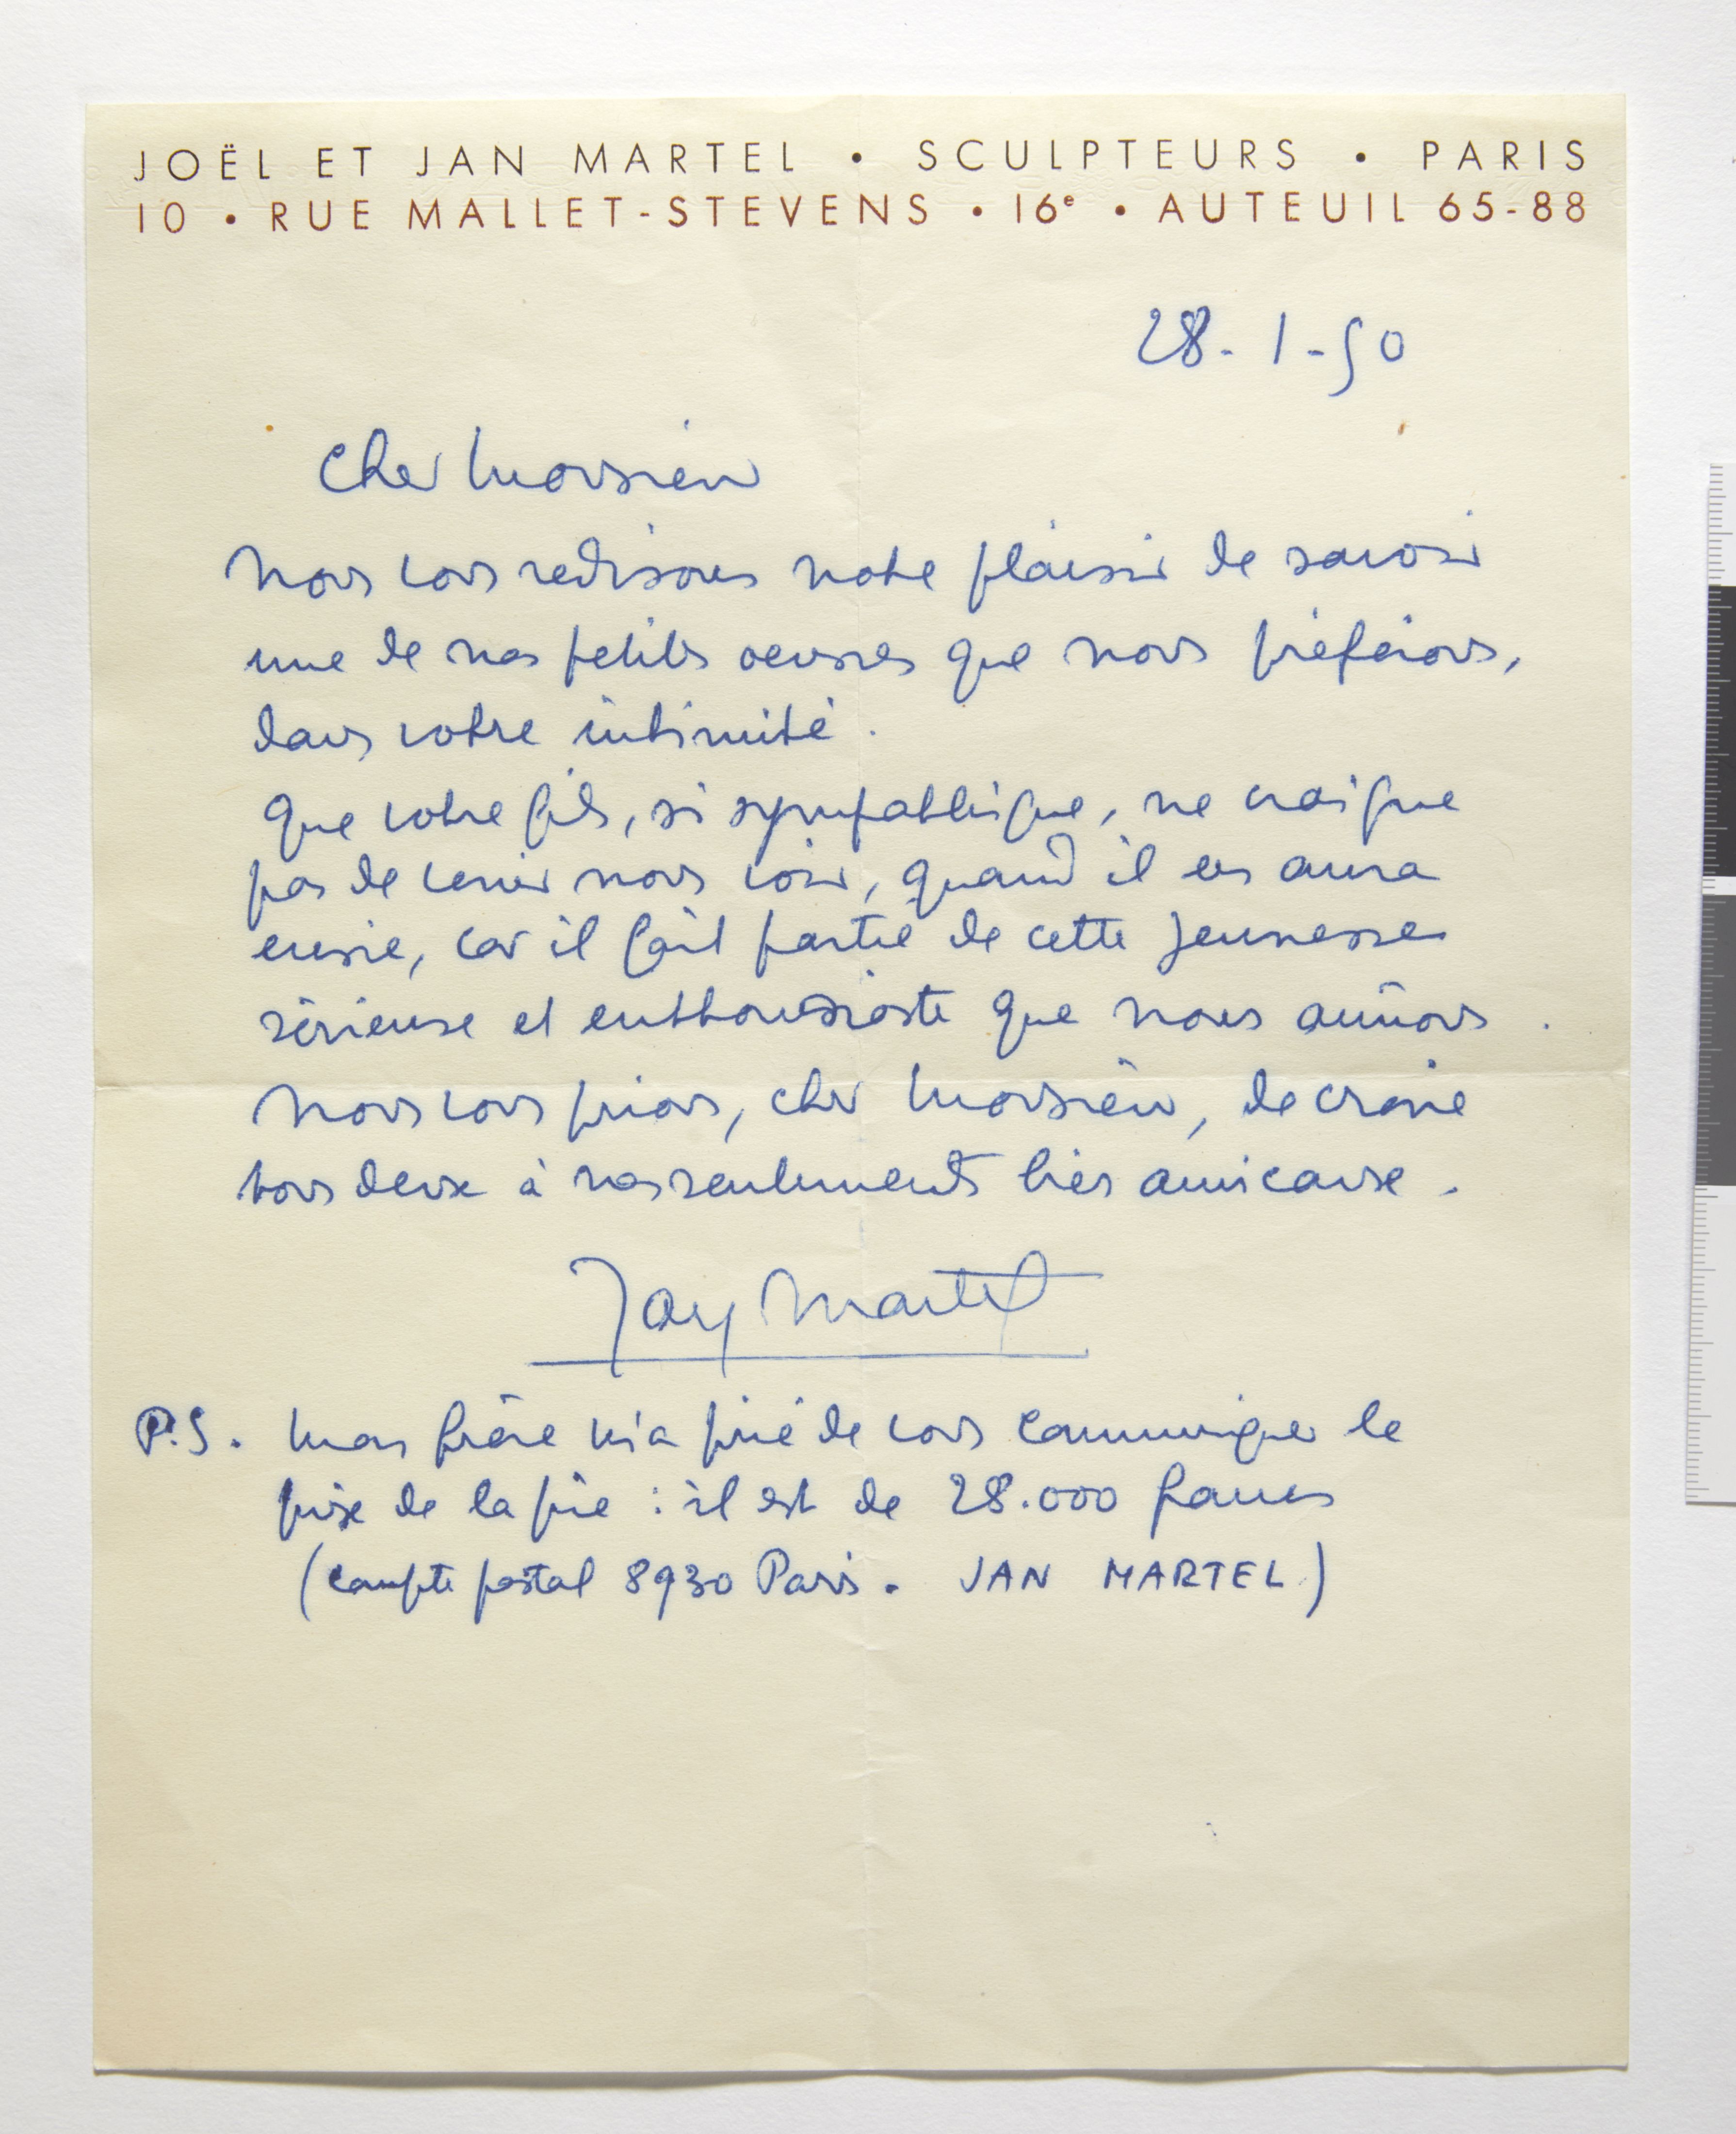 JOËL ET JAN MARTEL • SCULPTEURS • PARIS
10 • RUE MALLET-STEVENS • 16e • AUTEUIL 65-88
28-1-50
Cher Monsieur
Nous vous redisons notre plaisir de savoir
une de nos petites oeuvres que nous préférons,
dans votre intimité.
Que votre fils, si sympathique, ne craigne
pas de venir nous voir, quand il en aura
envie, car il fait partie de cette jeunesse
sérieuse et enthousiaste que nous aimons.
Nous vous prions, cher Monsieur, de croire
tous deux à nos sentiments très amicaux.
Martel
P.S. Mon frère m'a prié de vous communiquer le
prix de la pie : il est de 28.000 francs
(compte postal 8930 Paris. JAN MARTEL)